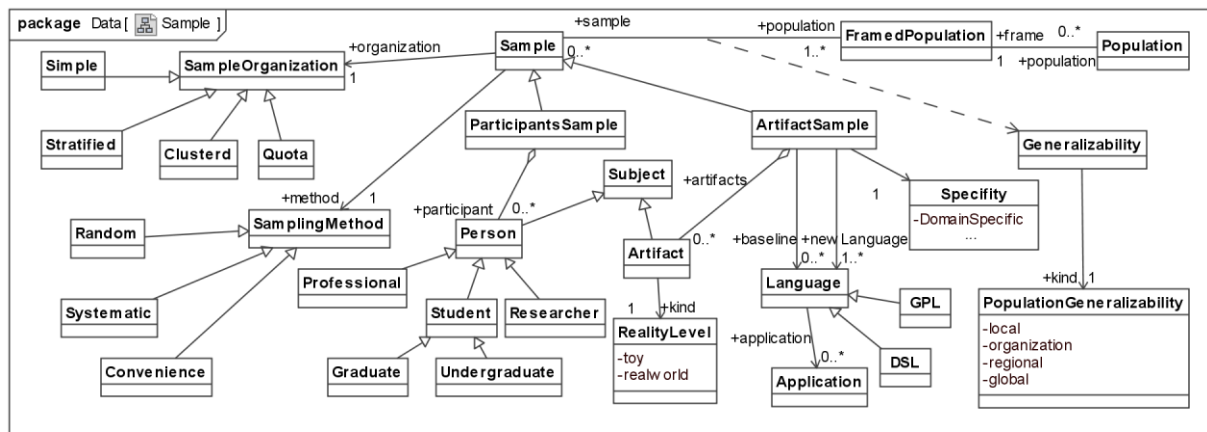 package Data [ Sample ]
+sample
+population
FramedPopulation
+frame
0..*
Population
1
+population
1..*
+organization
Sample
0..*
Simple
SampleOrganization
1
Stratified
Clusterd
Quota
ParticipantsSample
ArtifactSample
Generalizability
+method
1
SamplingMethod
Random
Systematic
Convenience
+participant
0..*
Person
Professional
Student
Researcher
Graduate
Undergraduate
Subject
+artifacts
0..*
Artifact
1
+kind
RealityLevel
-toy
-realworld
+baseline
+new Language
0..*
1..*
Language
+application
0..*
Application
GPL
DSL
1
Specifity
-DomainSpecific
...
+kind
1
PopulationGeneralizability
-local
-organization
-regional
-global